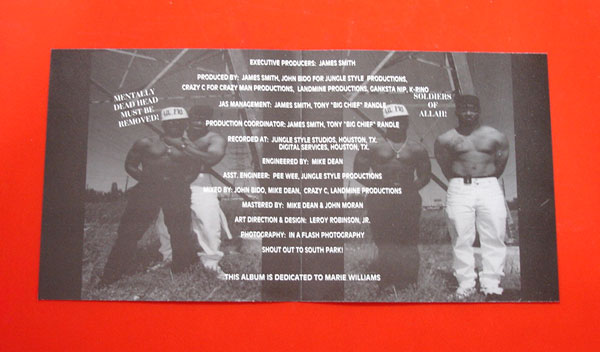 EXECUTIVE PRODUCERS: JAMES SMITH
PRODUCED BY: JAMES SMITH, JOHN BIDO FOR JUNGLE STYLE PRODUCTIONS,
CRAZY C FOR CRAZY MAN PRODUCTIONS, LANDMINE PRODUCTIONS, GANKSTA NIP, K-RINO
MENTALLY
DEAD HEAD
MUST BE
REMOVED!
SOLDIERS
OF
ALLAH!
JAS MANAGEMENT: JAMES SMITH, TONY "BIG CHIEF" RANDLE
PRODUCTION COORDINATOR: JAMES SMITH, TONY "BIG CHIEF" RANDLE
RECORDED AT: JUNGLE STYLE STUDIOS, HOUSTON, TX.
DIGITAL SERVICES, HOUSTON, TX.
ENGINEERED BY: MIKE DEAN
ASST. ENGINEER: PEE WEE, JUNGLE STYLE PRODUCTIONS
MIXED BY: JOHN BIDO, MIKE DEAN, CRAZY C, LANDMINE PRODUCTIONS
MASTERED BY: MIKE DEAN & JOHN MORAN
ART DIRECTION & DESIGN: LEROY ROBINSON, JR.
PHOTOGRAPHY: IN A FLASH PHOTOGRAPHY
SHOUT OUT TO SOUTH PARK!
THIS ALBUM IS DEDICATED TO MARIE WILLIAMS